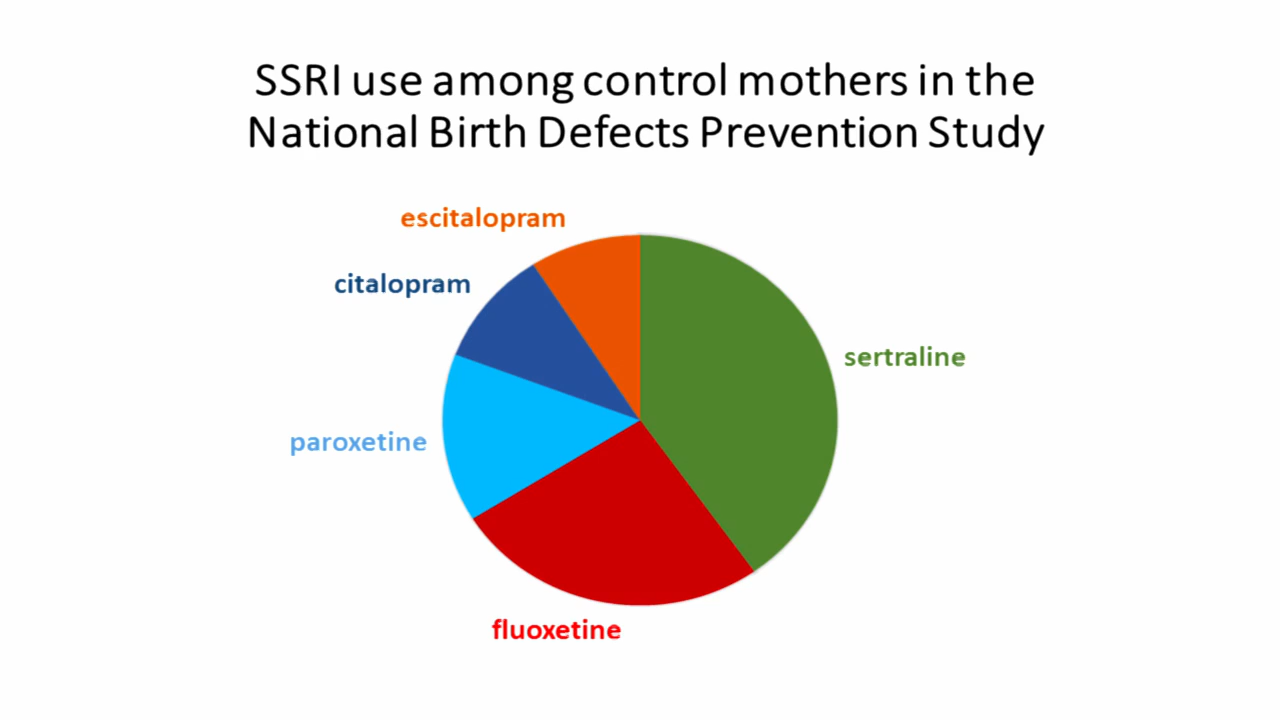 SSRI use among control mothers in the
National Birth Defects Prevention Study
escitalopram
citalopram
sertraline
paroxetine
fluoxetine